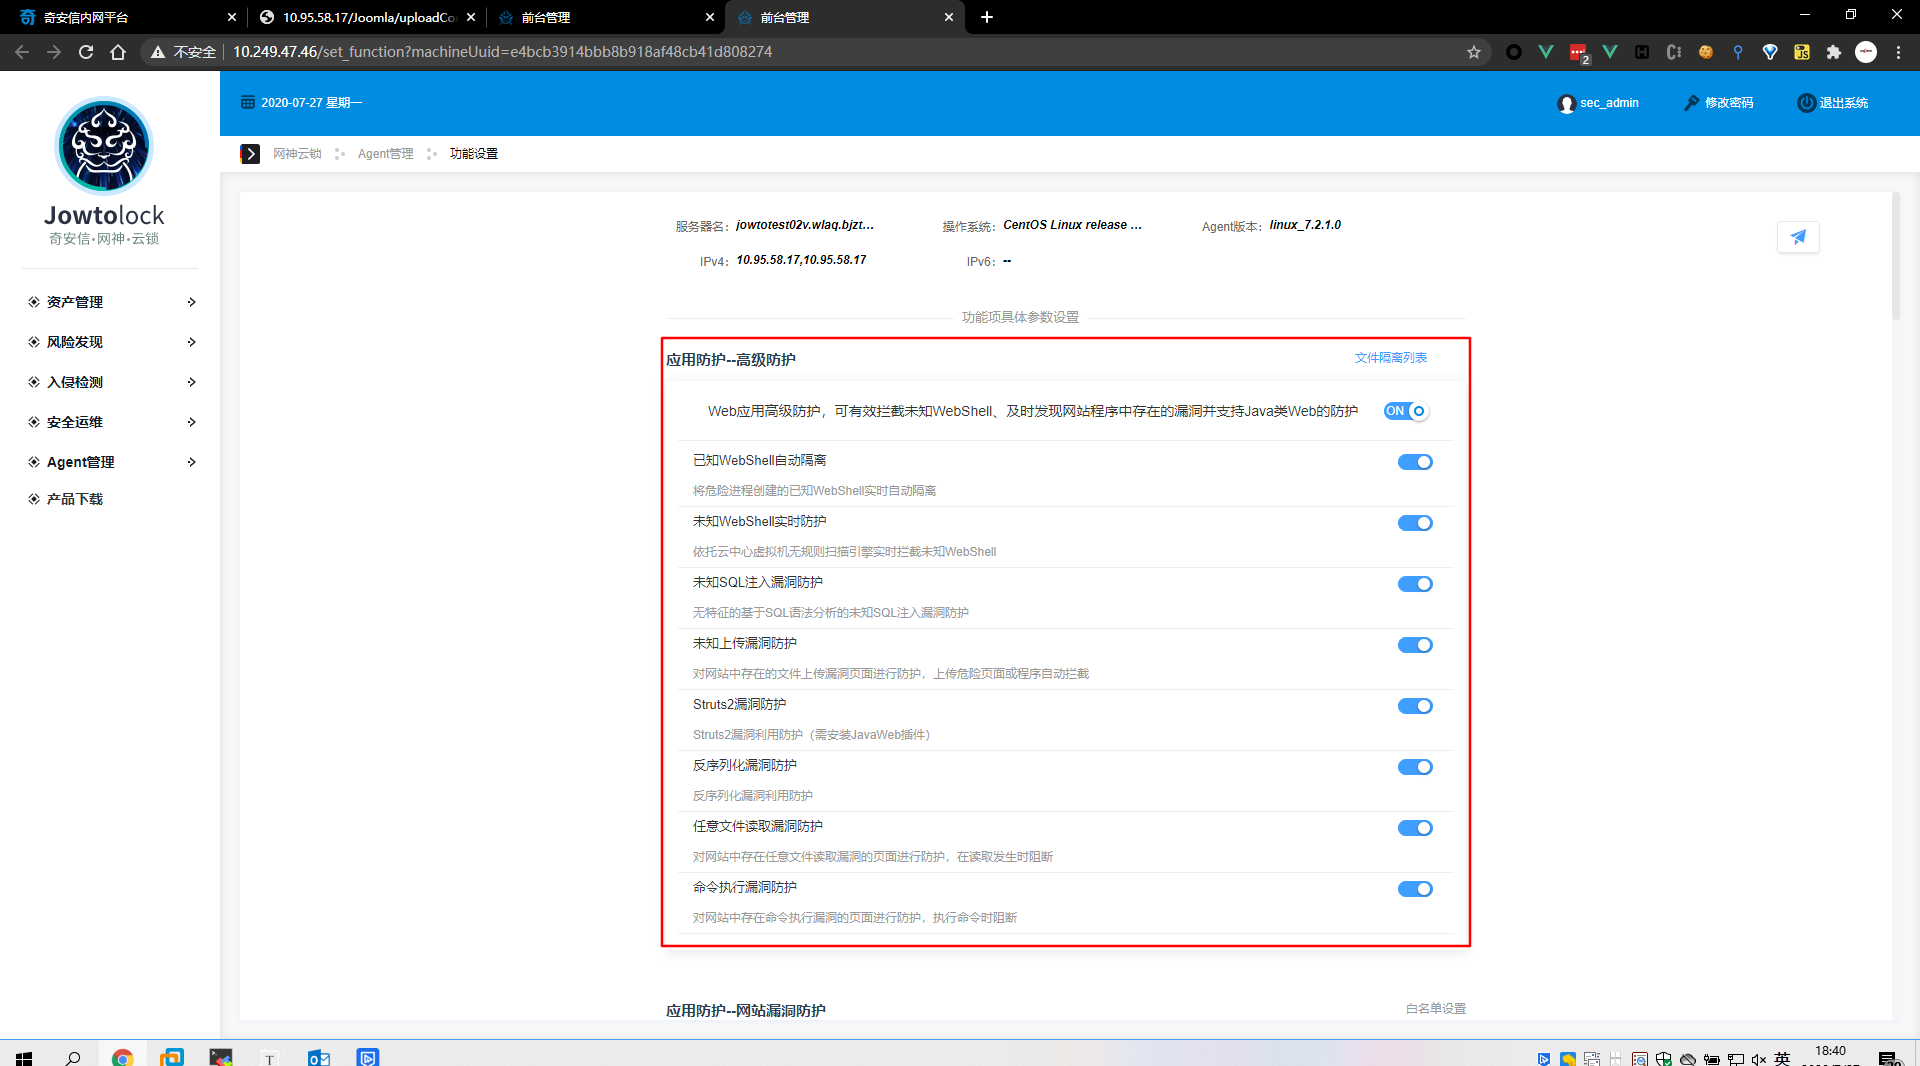 奇安信内网平台
10.95.58.17/Joomla/uploadCo
前台管理
前台管理
不安全
10.249.47.46/set_function?machineUuid=e4bcb3914bbb8b918af48cb41d808274
2
2020-07-27 星期一
sec_admin
修改密码
退出系统
网神云锁
Agent管理
功能设置
Jowtolock
奇安信·网神·云锁
资产管理
风险发现
入侵检测
安全运维
Agent管理
产品下载
服务器名: jowtotest02v.wlaq.bjzt...
操作系统: CentOS Linux release ...
Agent版本: linux_7.2.1.0
IPv4: 10.95.58.17,10.95.58.17
IPv6: --
功能项具体参数设置
应用防护--高级防护
文件隔离列表
Web应用高级防护，可有效拦截未知WebShell、及时发现网站程序中存在的漏洞并支持Java类Web的防护
ON
已知WebShell自动隔离
将危险进程创建的已知WebShell实时自动隔离
未知WebShell实时防护
依托云中心虚拟机无规则扫描引擎实时拦截未知WebShell
未知SQL注入漏洞防护
无特征的基于SQL语法分析的未知SQL注入漏洞防护
未知上传漏洞防护
对网站中存在的文件上传漏洞页面进行防护，上传危险页面或程序自动拦截
Struts2漏洞防护
Struts2漏洞利用防护（需安装JavaWeb插件）
反序列化漏洞防护
反序列化漏洞利用防护
任意文件读取漏洞防护
对网站中存在任意文件读取漏洞的页面进行防护，在读取发生时阻断
命令执行漏洞防护
对网站中存在命令执行漏洞的页面进行防护，执行命令时阻断
应用防护--网站漏洞防护
白名单设置
英
18:40